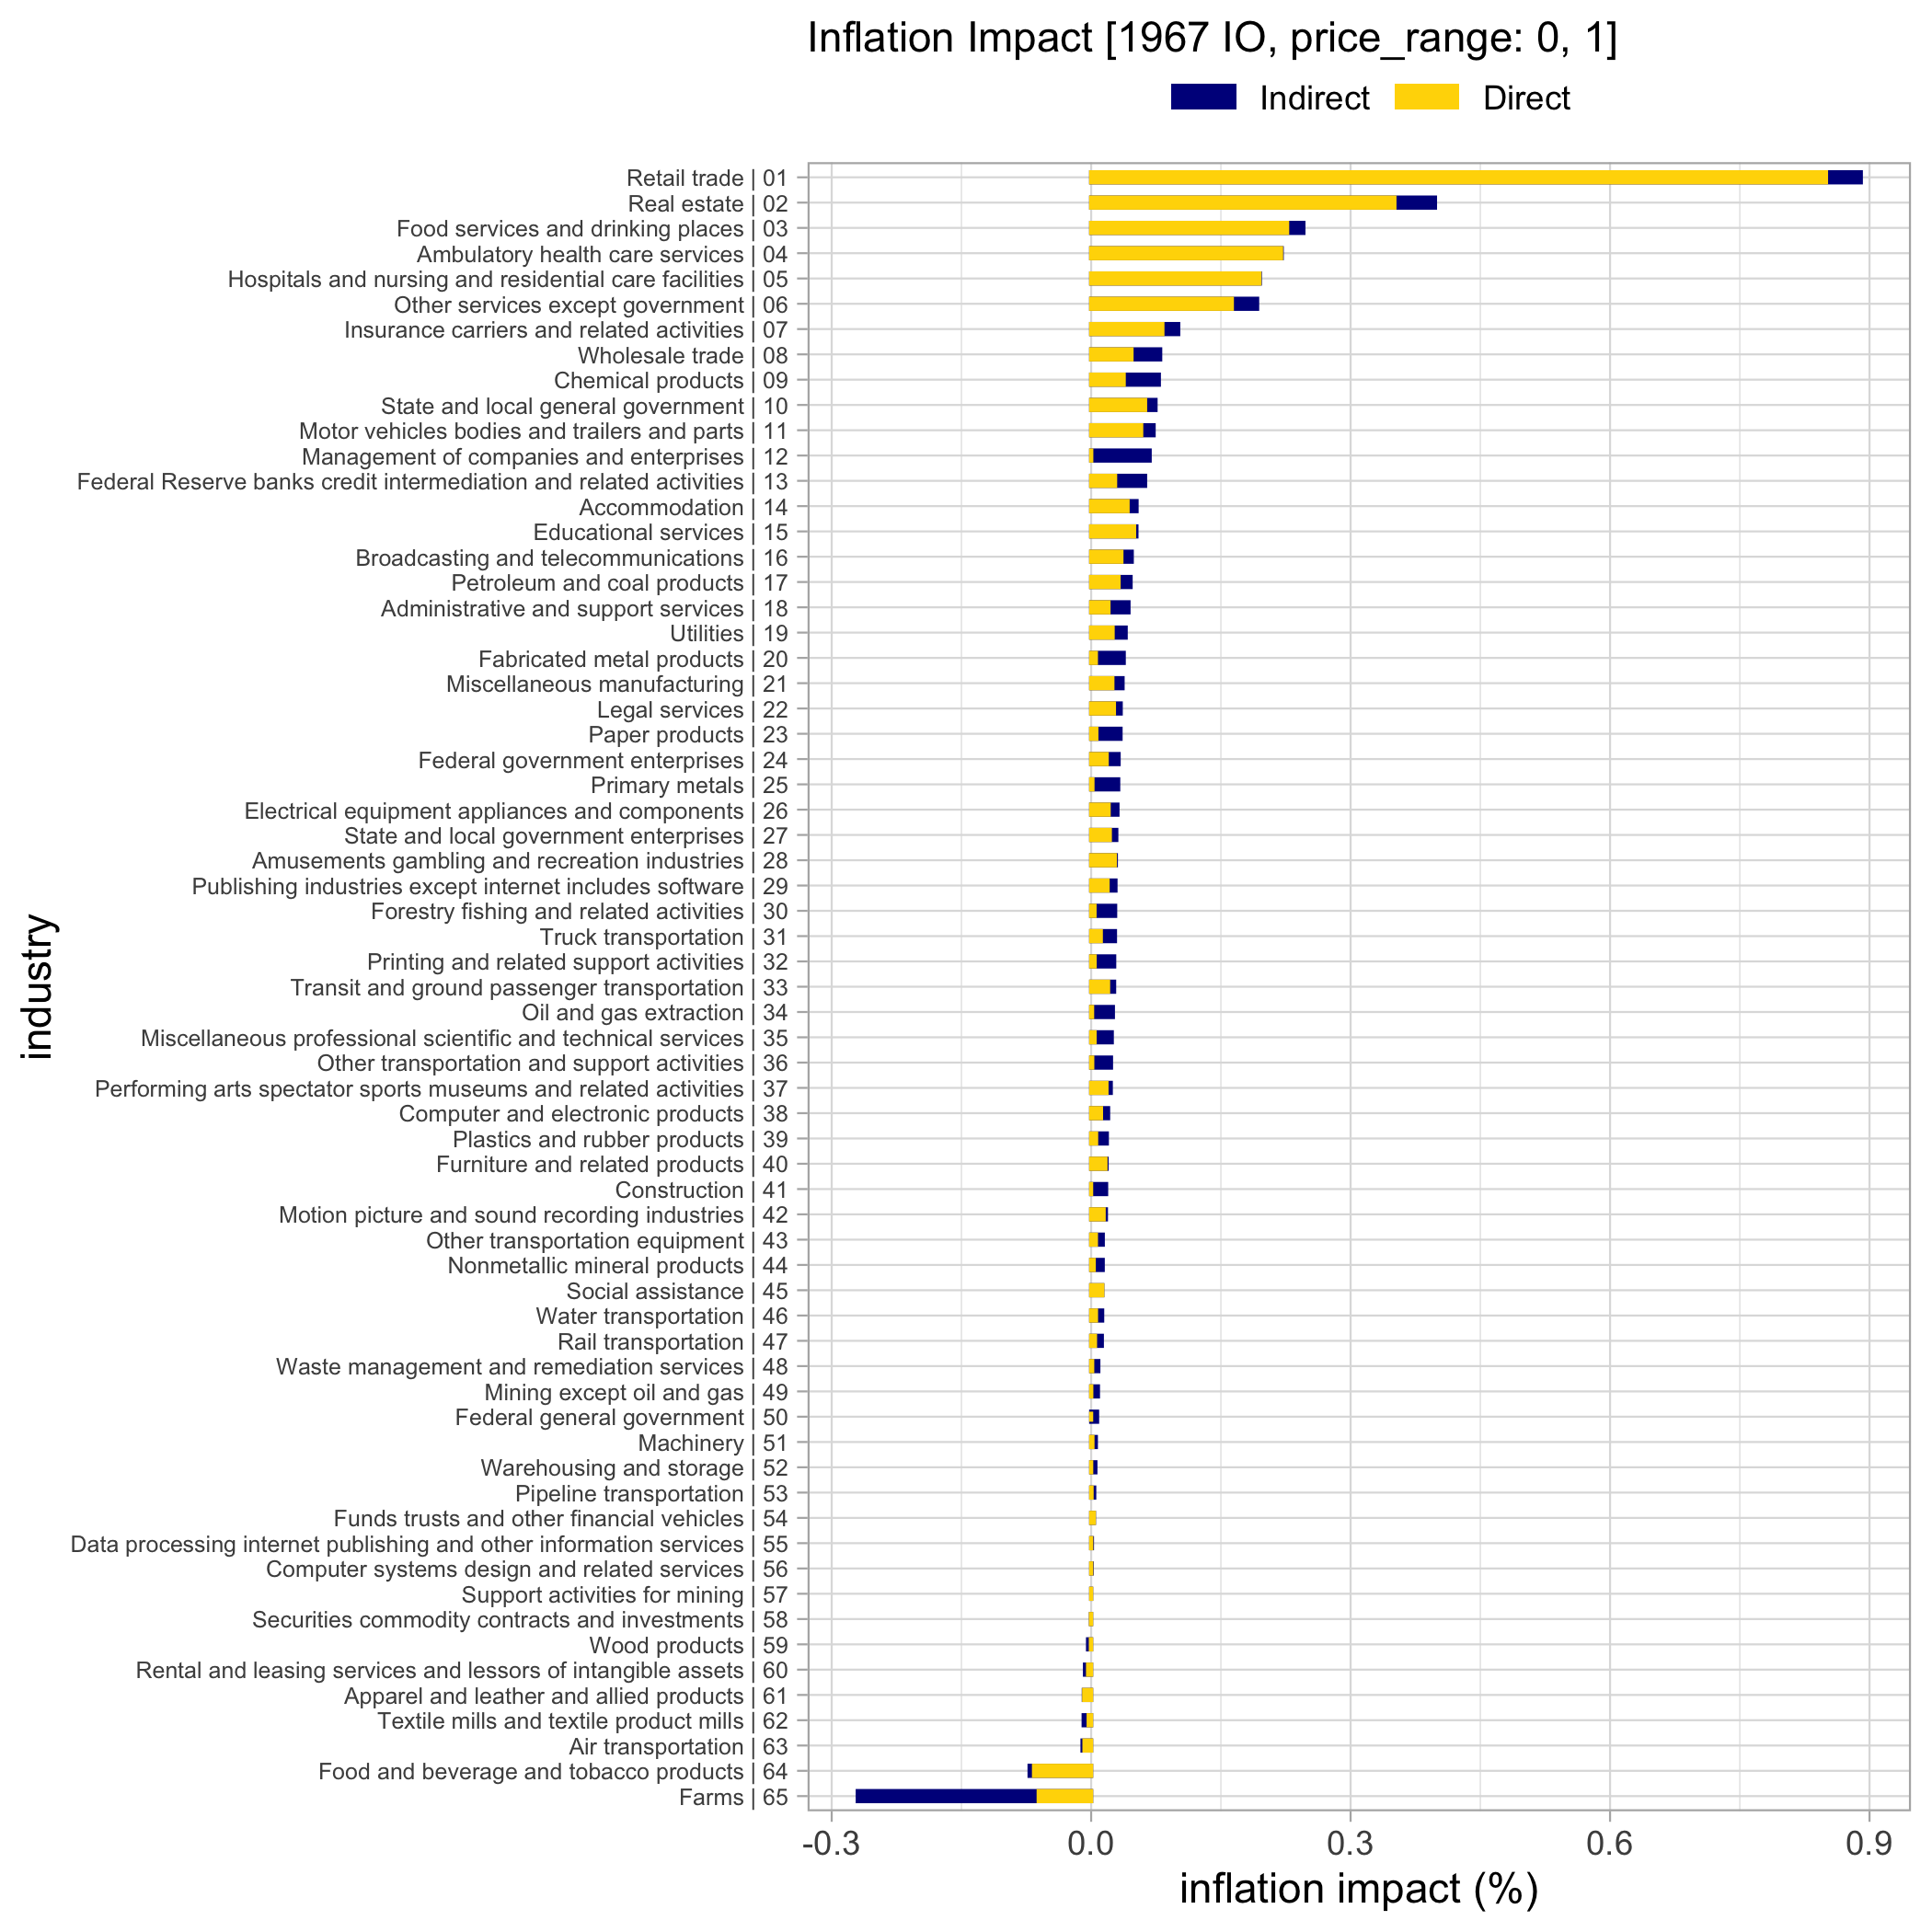 Inflation Impact [1967 IO, price_range: 0, 1]
Indirect Direct
Retail trade | 01
Real estate | 02
Food services and drinking places | 03
Ambulatory health care services | 04
Hospitals and nursing and residential care facilities | 05
Other services except government | 06
Insurance carriers and related activities | 07
Wholesale trade | 08
Chemical products | 09
State and local general government | 10
Motor vehicles bodies and trailers and parts | 11
Management of companies and enterprises | 12
Federal Reserve banks credit intermediation and related activities | 13
Accommodation | 14
Educational services | 15
Broadcasting and telecommunications | 16
Petroleum and coal products | 17
Administrative and support services | 18
Utilities | 19
Fabricated metal products | 20
Miscellaneous manufacturing | 21
Legal services | 22
Paper products | 23
Federal government enterprises | 24
Primary metals | 25
Electrical equipment appliances and components | 26
State and local government enterprises | 27
Amusements gambling and recreation industries | 28
Publishing industries except internet includes software | 29
Forestry fishing and related activities | 30
Truck transportation | 31
Printing and related support activities | 32
Transit and ground passenger transportation | 33
Oil and gas extraction | 34
Miscellaneous professional scientific and technical services | 35
Other transportation and support activities | 36
Performing arts spectator sports museums and related activities | 37
Computer and electronic products | 38
Plastics and rubber products | 39
Furniture and related products | 40
Construction | 41
Motion picture and sound recording industries | 42
Other transportation equipment | 43
Nonmetallic mineral products | 44
Social assistance | 45
Water transportation | 46
Rail transportation | 47
Waste management and remediation services | 48
Mining except oil and gas | 49
Federal general government | 50
Machinery | 51
Warehousing and storage | 52
Pipeline transportation | 53
Funds trusts and other financial vehicles | 54
Data processing internet publishing and other information services | 55
Computer systems design and related services | 56
Support activities for mining | 57
Securities commodity contracts and investments | 58
Wood products | 59
Rental and leasing services and lessors of intangible assets | 60
Apparel and leather and allied products | 61
Textile mills and textile product mills | 62
Air transportation | 63
Food and beverage and tobacco products | 64
Farms | 65
industry
-0.3 0.0 0.3 0.6 0.9
inflation impact (%)